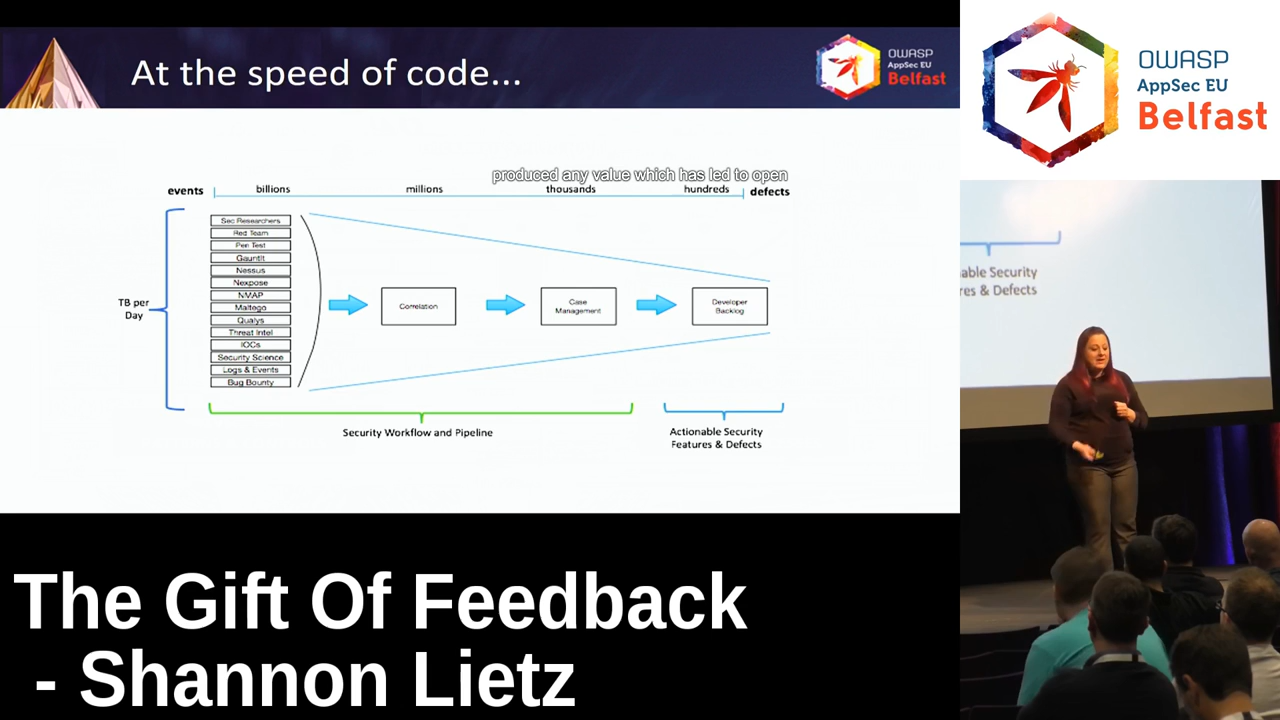 At the speed of code...
OWASP
AppSec EU
Belfast
OWASP
AppSec EU
Belfast
produced any value which has led to open
events
billions
millions
thousands
hundreds
defects
TB per
Day
Sec Researchers
Red Team
Pen Test
Gauntlt
Nessus
Nexpose
NMAP
Maltego
Qualys
Threat Intel
IOCs
Security Science
Logs & Events
Bug Bounty
Correlation
Case
Management
Developer
Backlog
Security Workflow and Pipeline
Actionable Security
Features & Defects
able Security
res & Defects
The Gift Of Feedback
- Shannon Lietz